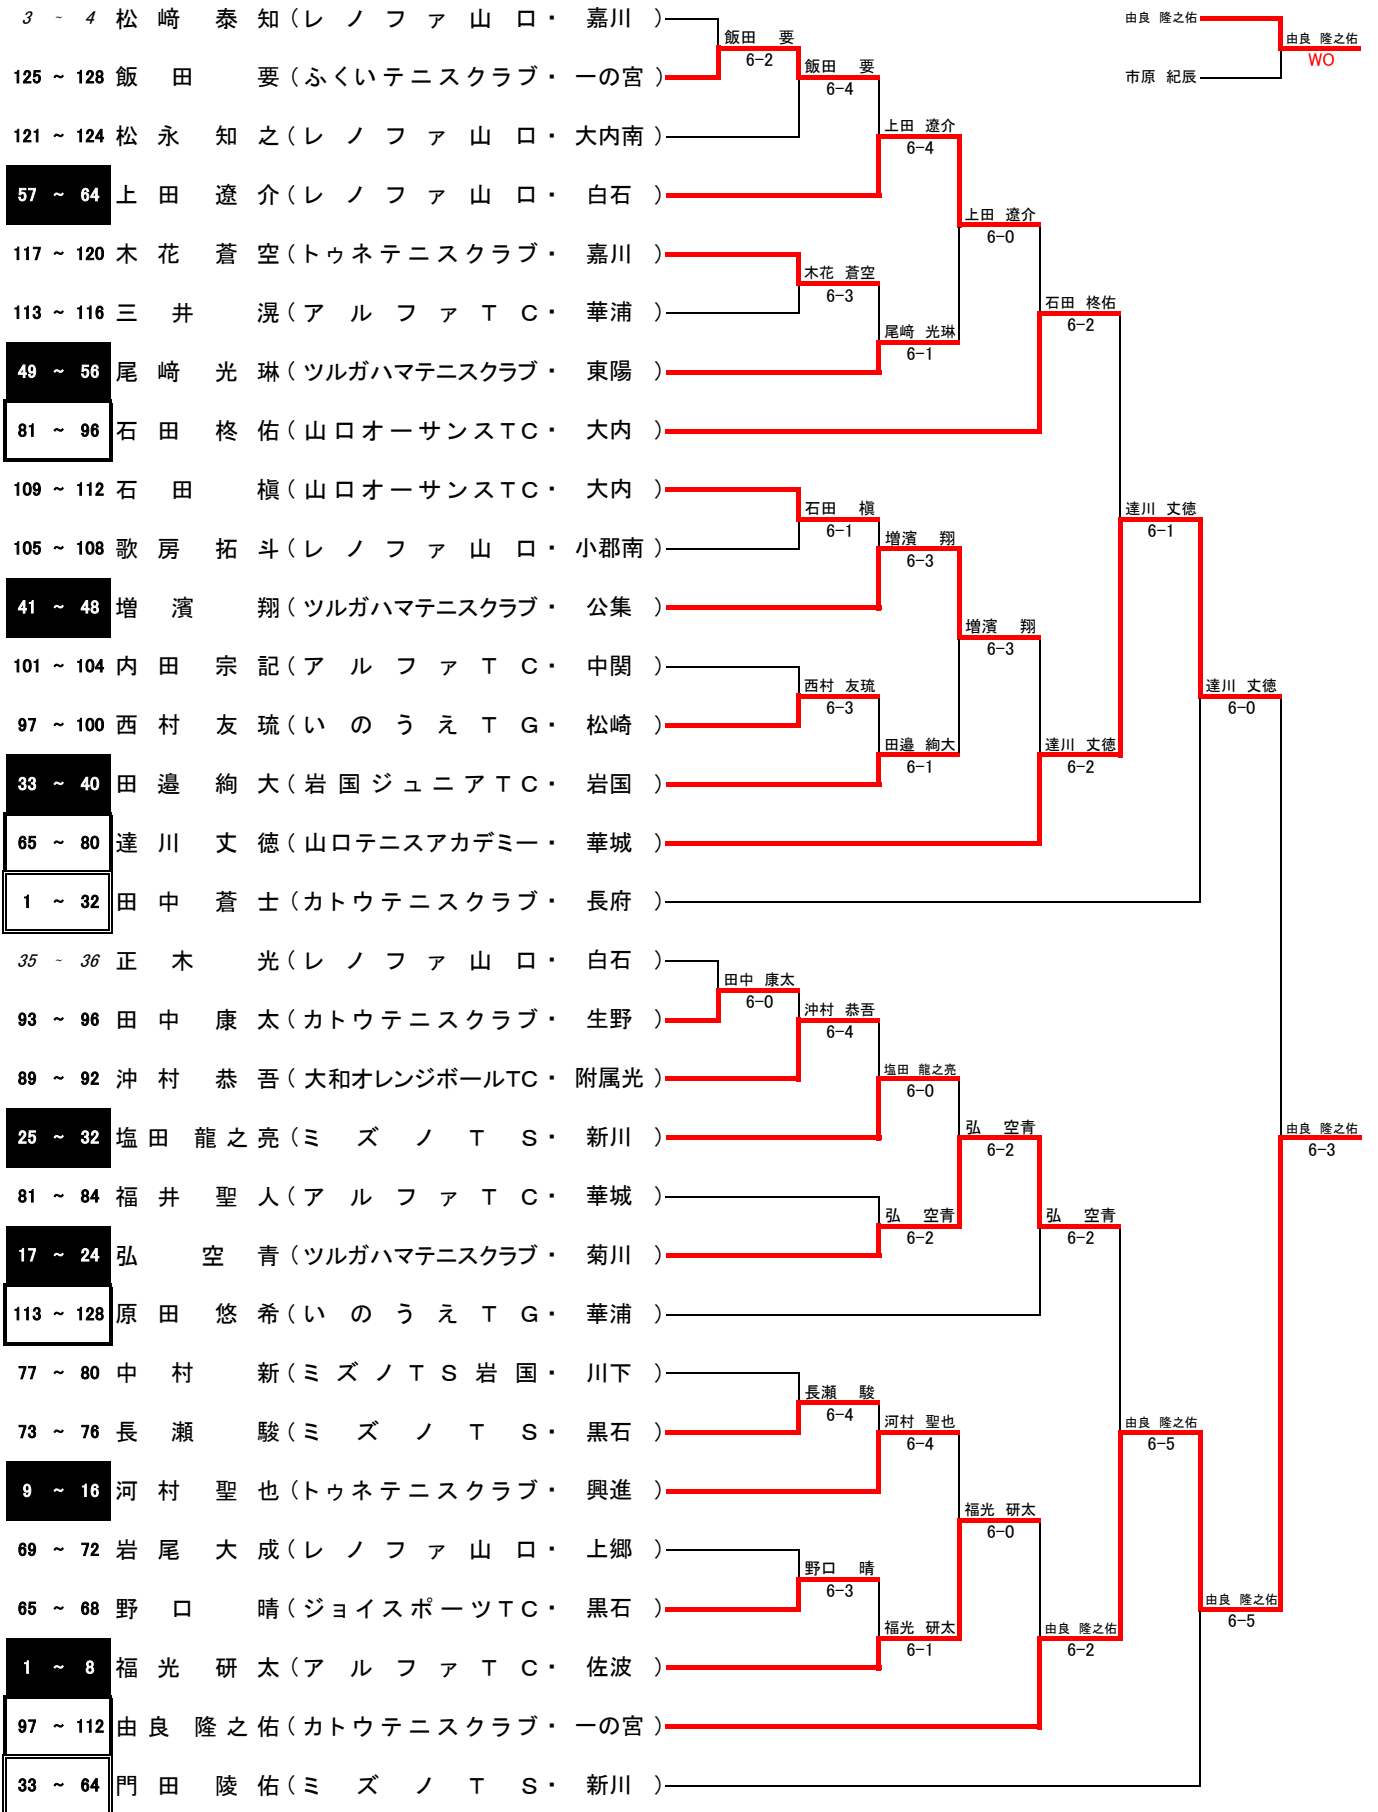 3 ~ 4 松﨑 泰知(レノファ山口・嘉川)
125 ~ 128 飯田 要(ふくいテニスクラブ・一の宮)
121 ~ 124 松永 知之(レノファ山口・大内南)
57 ~ 64 上田 遼介(レノファ山口・白石)
117 ~ 120 木花 蒼空(トゥネテニスクラブ・嘉川)
113 ~ 116 三井 滉(アルファTC・華浦)
49 ~ 56 尾﨑 光琳(ツルガハマテニスクラブ・東陽)
81 ~ 96 石田 柊佑(山口オーサンスTC・大内)
109 ~ 112 石田 槇(山口オーサンスTC・大内)
105 ~ 108 歌房 拓斗(レノファ山口・小郡南)
41 ~ 48 増濱 翔(ツルガハマテニスクラブ・公集)
101 ~ 104 内田 宗記(アルファTC・中関)
97 ~ 100 西村 友琉(いのうえTG・松崎)
33 ~ 40 田邉 絢大(岩国ジュニアTC・岩国)
65 ~ 80 達川 丈徳(山口テニスアカデミー・華城)
1 ~ 32 田中 蒼士(カトウテニスクラブ・長府)
35 ~ 36 正木 光(レノファ山口・白石)
93 ~ 96 田中 康太(カトウテニスクラブ・生野)
89 ~ 92 沖村 恭吾(大和オレンジボールTC・附属光)
25 ~ 32 塩田 龍之亮(ミズノTS・新川)
81 ~ 84 福井 聖人(アルファTC・華城)
17 ~ 24 弘 空青(ツルガハマテニスクラブ・菊川)
113 ~ 128 原田 悠希(いのうえTG・華浦)
77 ~ 80 中村 新(ミズノTS岩国・川下)
73 ~ 76 長瀬 駿(ミズノTS・黒石)
9 ~ 16 河村 聖也(トゥネテニスクラブ・興進)
69 ~ 72 岩尾 大成(レノファ山口・上郷)
65 ~ 68 野口 晴(ジョイスポーツTC・黒石)
1 ~ 8 福光 研太(アルファTC・佐波)
97 ~ 112 由良 隆之佑(カトウテニスクラブ・一の宮)
33 ~ 64 門田 陵佑(ミズノTS・新川)
飯田 要
6-2
田中 康太
6-0
飯田 要
6-4
木花 蒼空
6-3
石田 槇
6-1
西村 友琉
6-3
沖村 恭吾
6-4
長瀬 駿
6-4
野口 晴
6-3
上田 遼介
6-4
尾﨑 光琳
6-1
増濱 翔
6-3
田邉 絢大
6-1
塩田 龍之亮
6-0
弘 空青
6-2
河村 聖也
6-4
福光 研太
6-1
上田 遼介
6-0
増濱 翔
6-3
弘 空青
6-2
福光 研太
6-0
石田 柊佑
6-2
達川 丈徳
6-2
弘 空青
6-2
由良 隆之佑
6-2
達川 丈徳
6-1
由良 隆之佑
6-5
達川 丈徳
6-0
由良 隆之佑
6-5
由良 隆之佑
6-3
由良 隆之佑
市原 紀辰
由良 隆之佑
WO